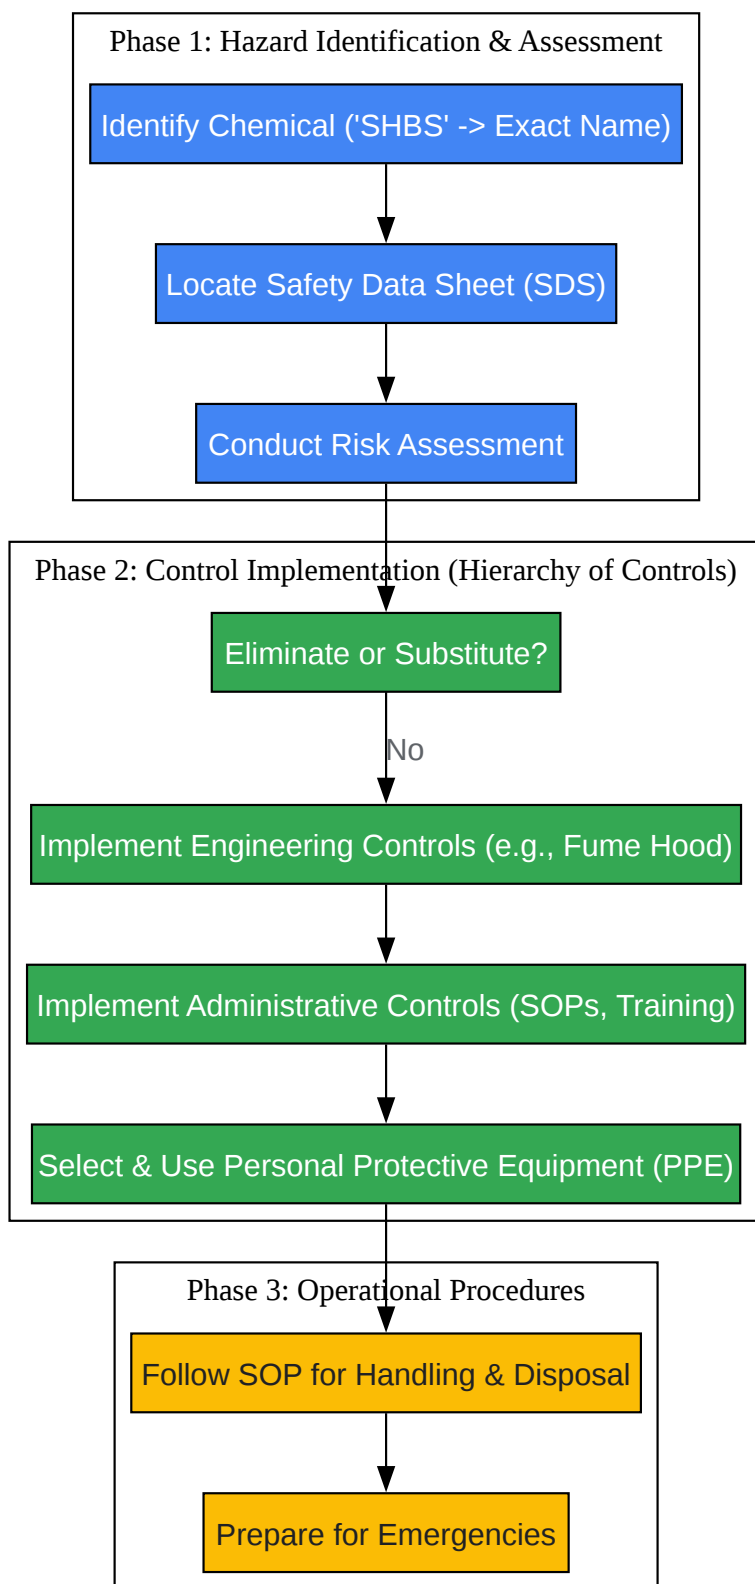 Phase 1: Hazard Identification & Assessment
Identify Chemical ('SHBS' -> Exact Name)
Locate Safety Data Sheet (SDS)
Conduct Risk Assessment
Phase 2: Control Implementation (Hierarchy of Controls)
Eliminate or Substitute?
No
Implement Engineering Controls (e.g., Fume Hood)
Implement Administrative Controls (SOPs, Training)
Select & Use Personal Protective Equipment (PPE)
Phase 3: Operational Procedures
Follow SOP for Handling & Disposal
Prepare for Emergencies